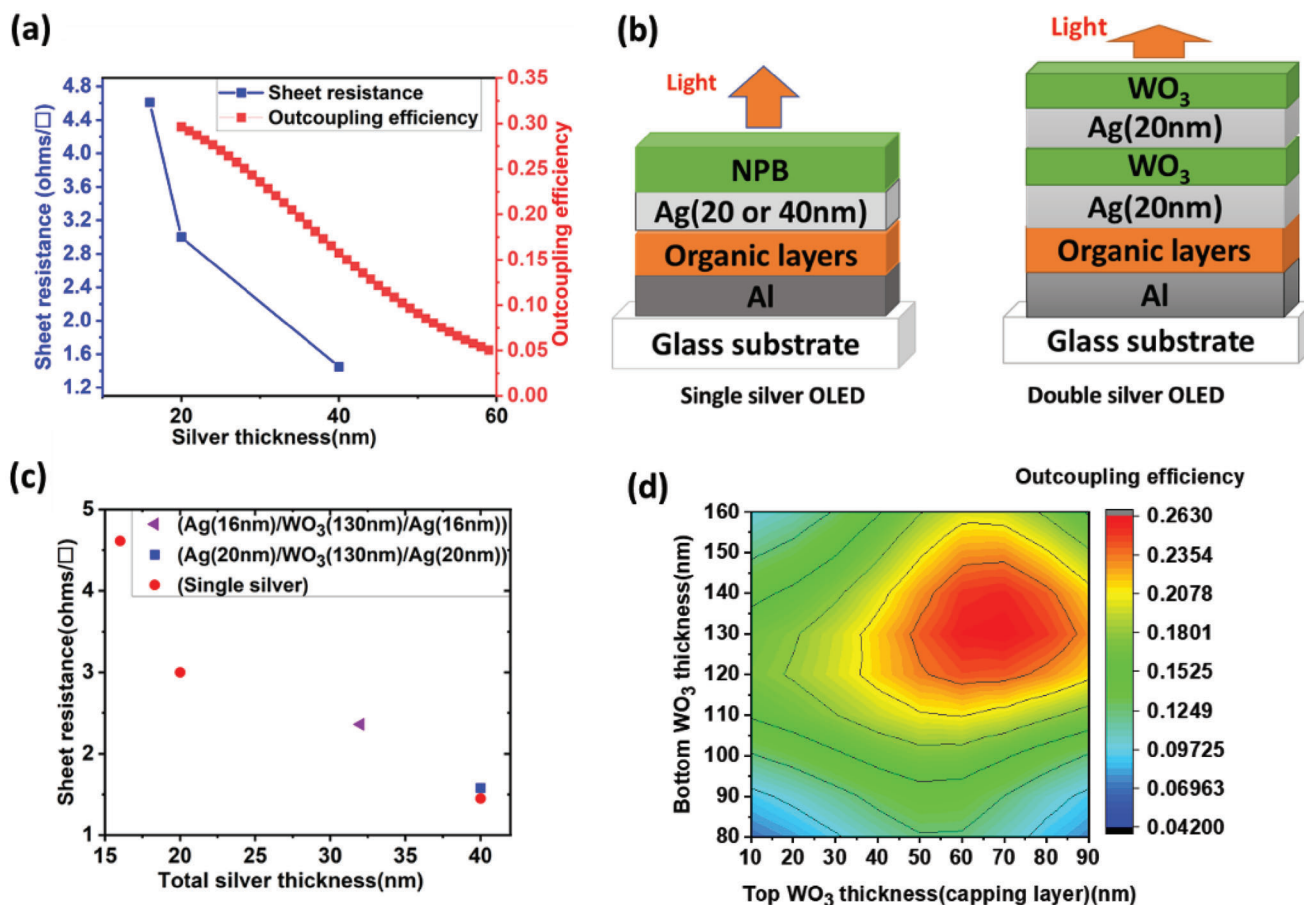 (a)
Sheet resistance (ohms/□)
4.8
4.4
4.0
3.6
3.2
2.8
2.4
2.0
1.6
1.2
Sheet resistance
Outcoupling efficiency
0.35
0.30
0.25
0.20
0.15
0.10
0.05
0.00
Outcoupling efficiency
20
40
60
Silver thickness(nm)
(b)
Light
NPB
Ag(20 or 40nm)
Organic layers
Al
Glass substrate
Single silver OLED
Light
WO₃
Ag(20nm)
WO₃
Ag(20nm)
Organic layers
Al
Glass substrate
Double silver OLED
(c)
Sheet resistance(ohms/□)
5
4
3
2
1
(Ag(16nm)/WO₃(130nm)/Ag(16nm))
(Ag(20nm)/WO₃(130nm)/Ag(20nm))
(Single silver)
15
20
25
30
35
40
Total silver thickness(nm)
(d)
Outcoupling efficiency
Bottom WO₃ thickness(nm)
160
150
140
130
120
110
100
90
80
10
20
30
40
50
60
70
80
90
Top WO₃ thickness(capping layer)(nm)
0.2630
0.2354
0.2078
0.1801
0.1525
0.1249
0.09725
0.06963
0.04200